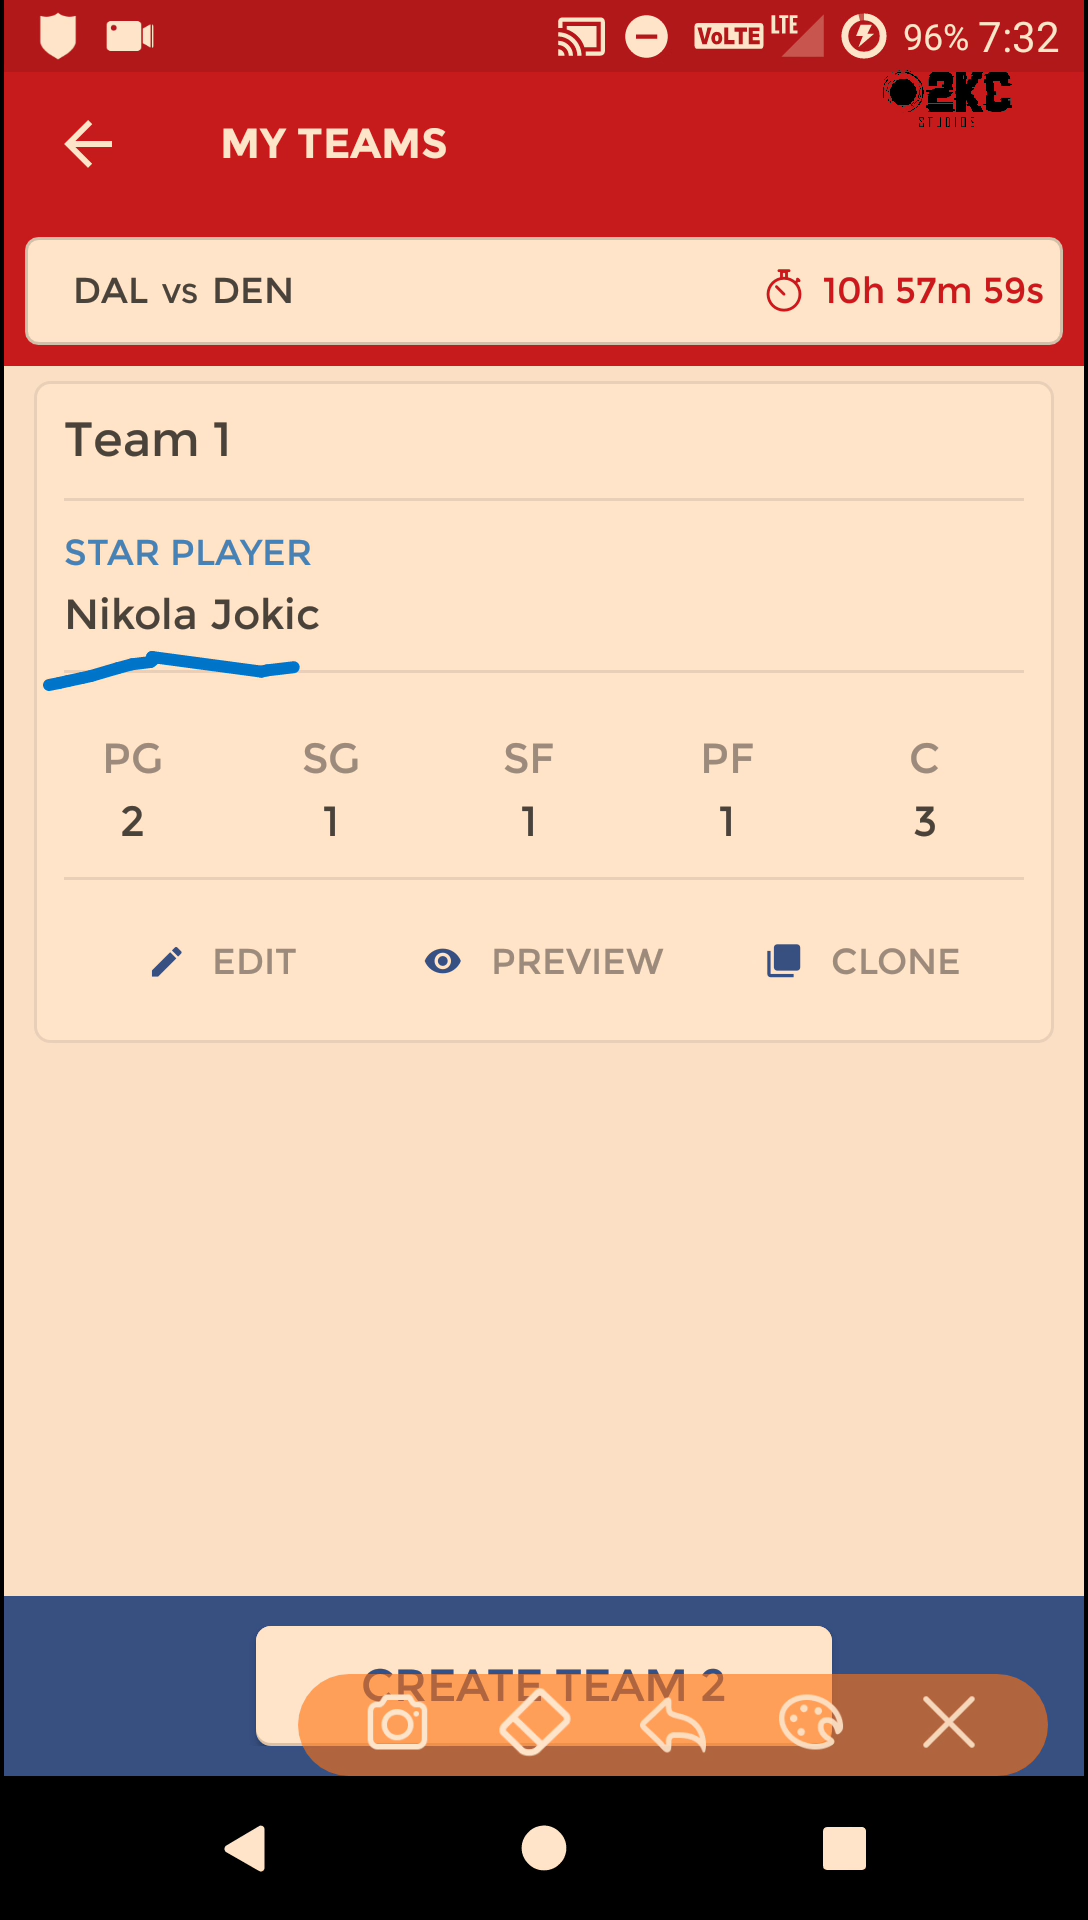 VoLTE LTE 96% 7:32
2KC
STUDIOS
MY TEAMS
DAL vs DEN 10h 57m 59s
Team 1
STAR PLAYER
Nikola Jokic
PG SG SF PF C
2 1 1 1 3
EDIT PREVIEW CLONE
CREATE TEAM 2